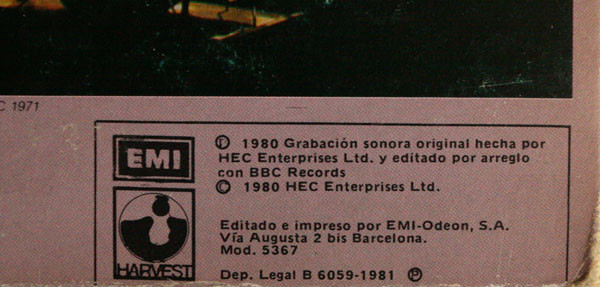 C 1971
EMI
HARVEST
Ⓟ 1980 Grabación sonora original hecha por
HEC Enterprises Ltd. y editado por arreglo
con BBC Records
© 1980 HEC Enterprises Ltd.
Editado e impreso por EMI-Odeon, S.A.
Vía Augusta 2 bis Barcelona.
Mod. 5367
Dep. Legal B 6059-1981 Ⓟ